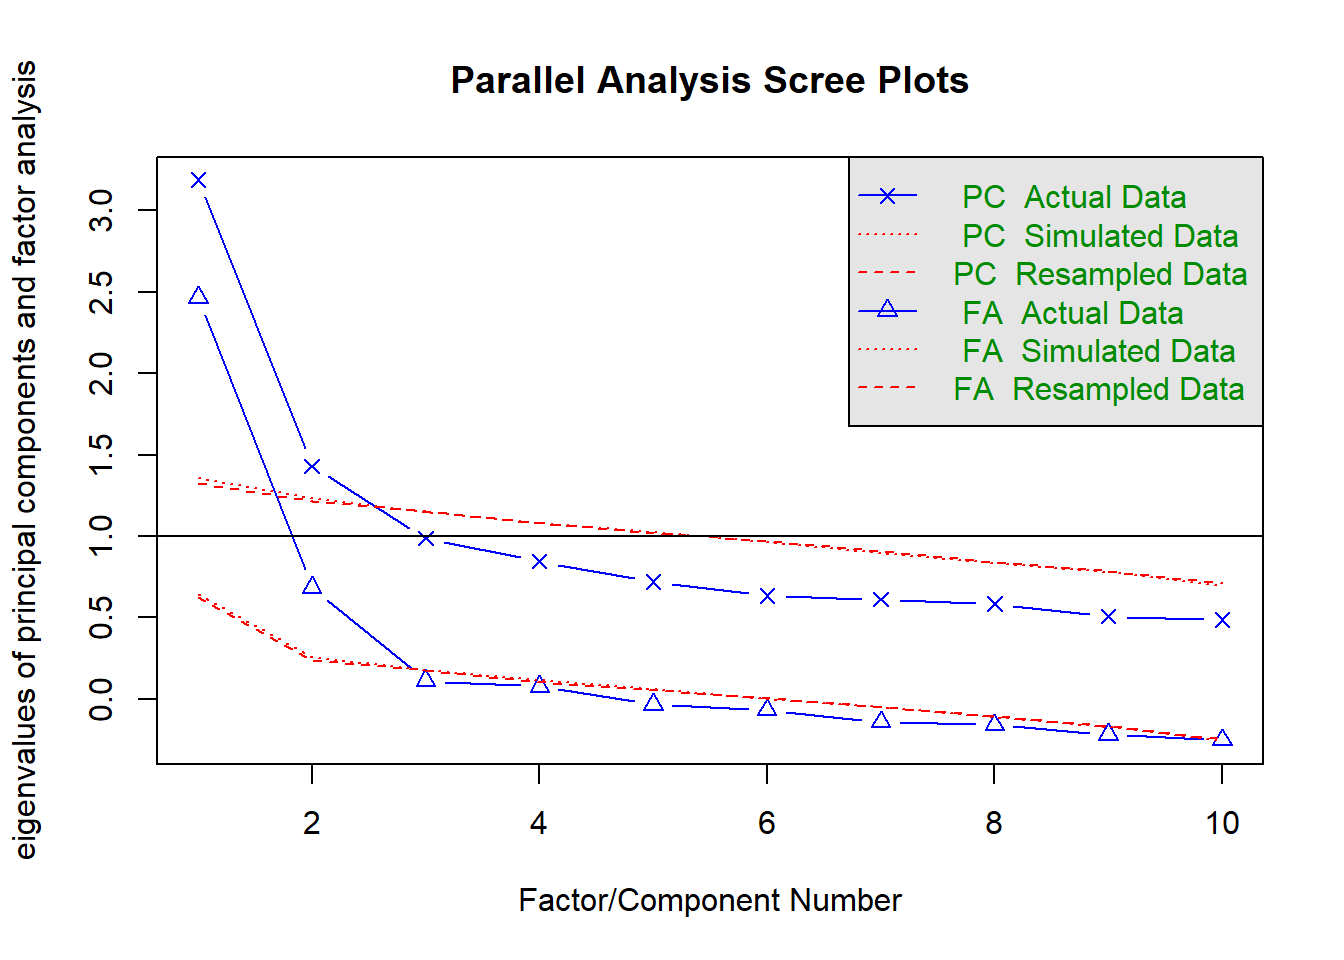 Parallel Analysis Scree Plots
eigenvalues of principal components and factor analysis
3.0
2.5
2.0
1.5
1.0
0.5
0.0
PC Actual Data
PC Simulated Data
PC Resampled Data
FA Actual Data
FA Simulated Data
FA Resampled Data
2 4 6 8 10
Factor/Component Number